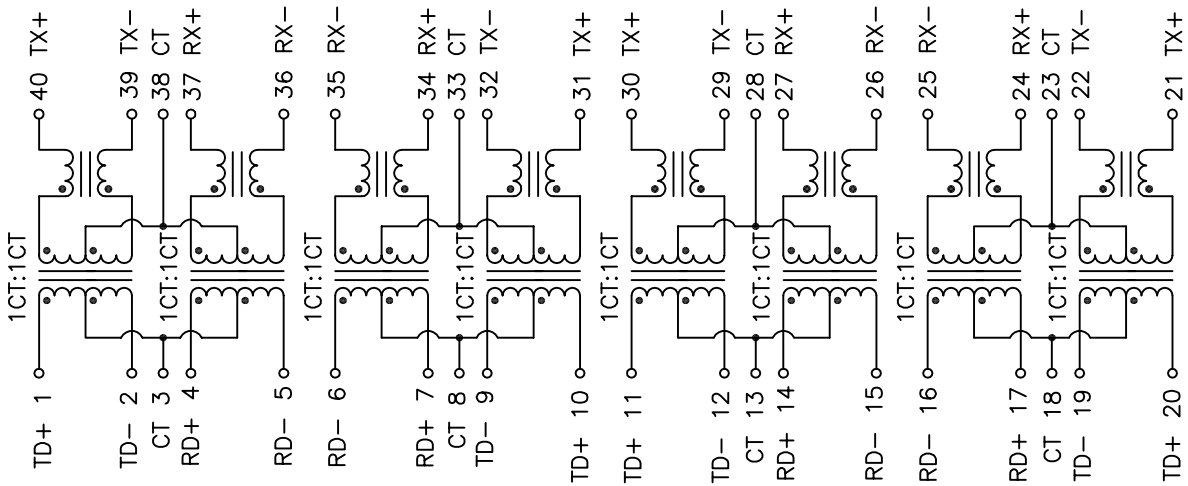 40 TX+
39 TX-
38 CT
37 RX+
36 RX-
35 RX-
34 RX+
33 CT
32 TX-
31 TX+
30 TX+
29 TX-
28 CT
27 RX+
26 RX-
25 RX-
24 RX+
23 CT
22 TX-
21 TX+
1CT:1CT
1CT:1CT
1CT:1CT
1CT:1CT
1CT:1CT
1CT:1CT
1CT:1CT
1CT:1CT
TD+ 1
TD- 2
CT 3
RD+ 4
RD- 5
RD- 6
RD+ 7
CT 8
TD- 9
TD+ 10
TD+ 11
TD- 12
CT 13
RD+ 14
RD- 15
RD- 16
RD+ 17
CT 18
TD- 19
TD+ 20